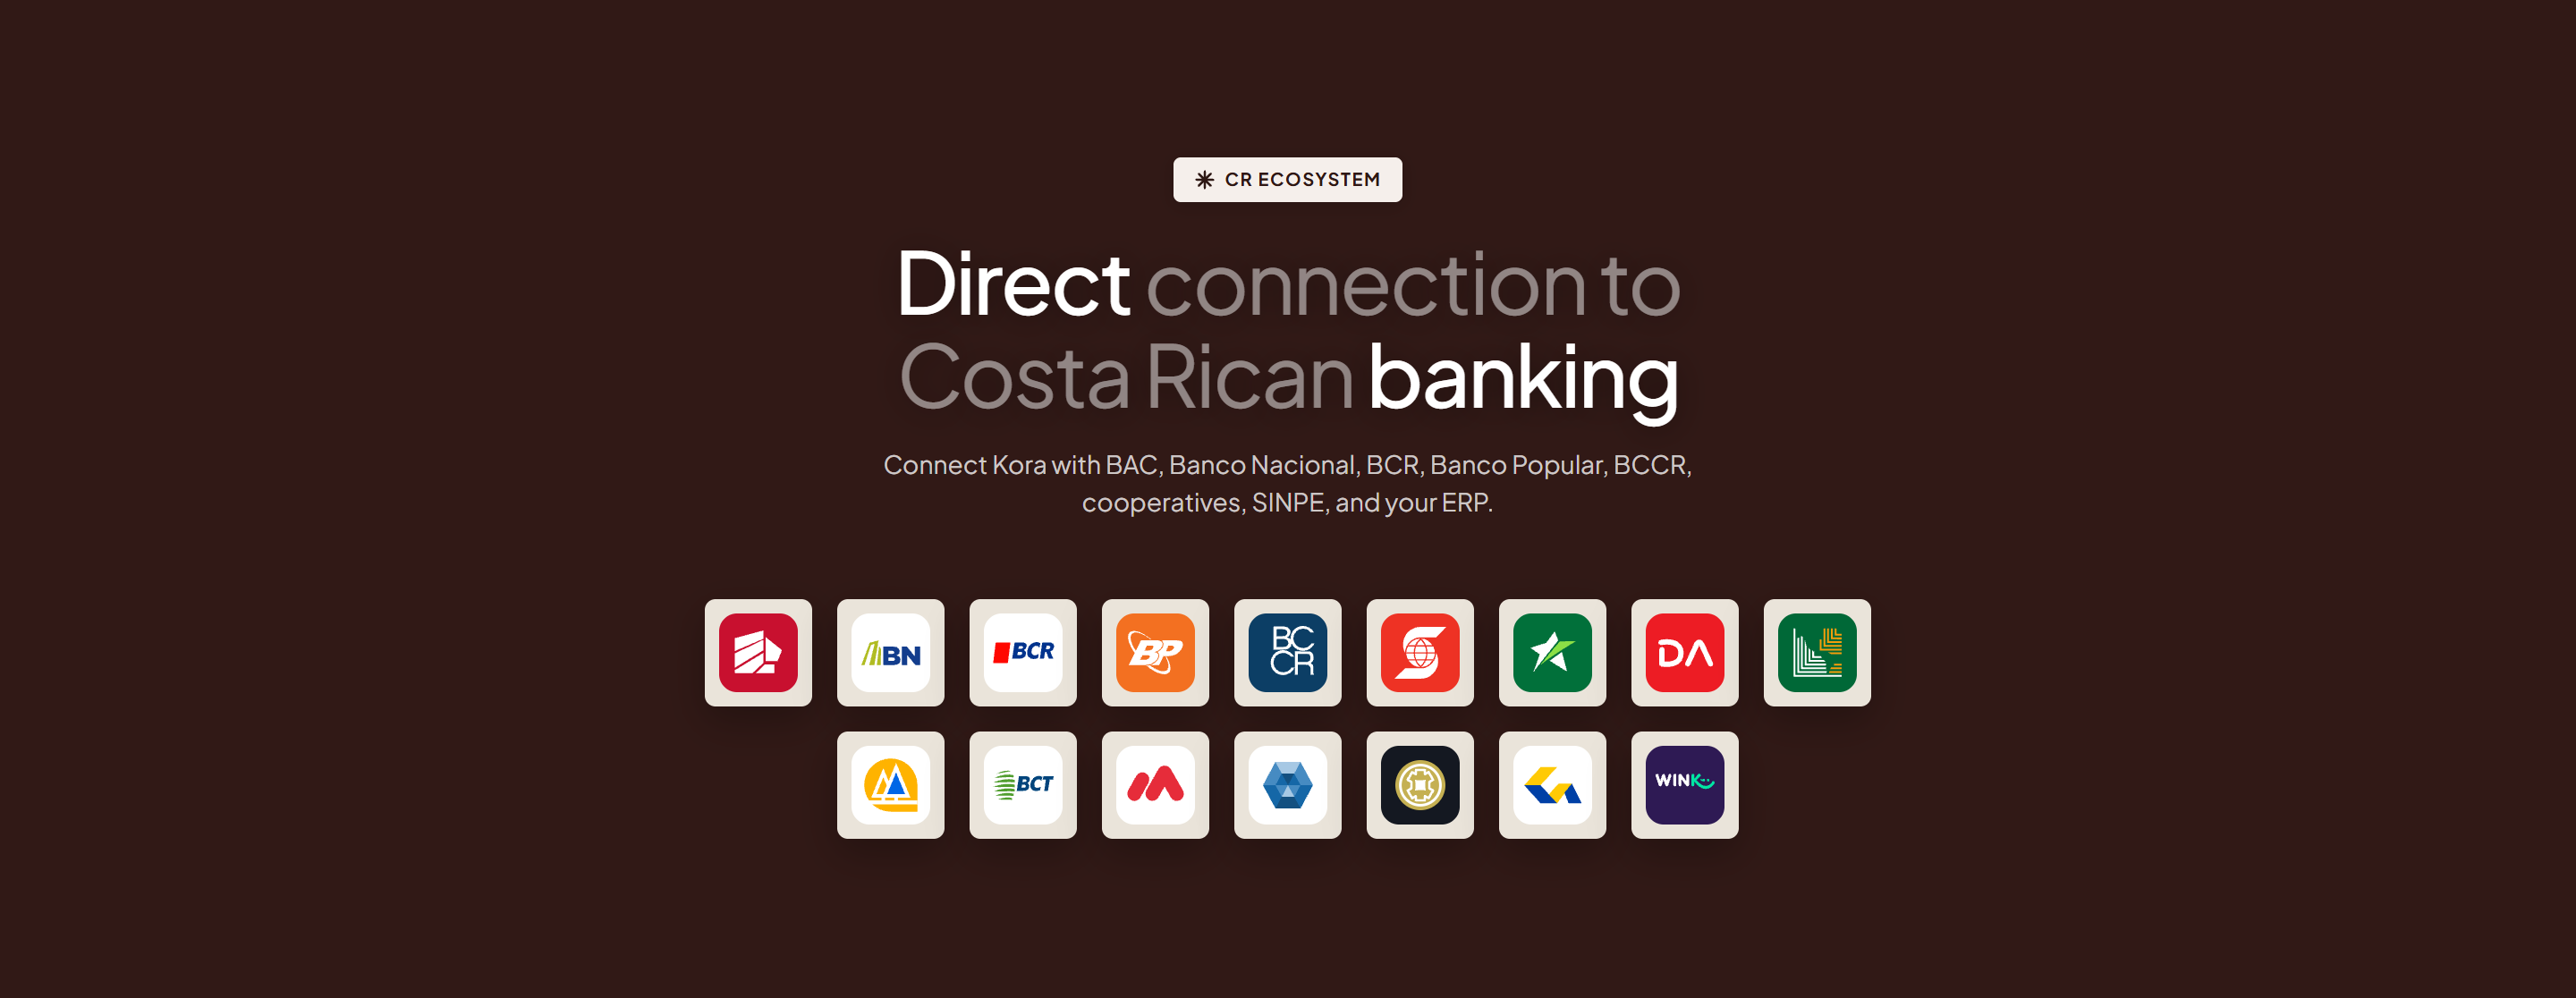 CR ECOSYSTEM
Direct connection to
Costa Rican banking
Connect Kora with BAC, Banco Nacional, BCR, Banco Popular, BCCR,
cooperatives, SINPE, and your ERP.
BN
BCR
BP
BC
CR
DA
BCT
WINK